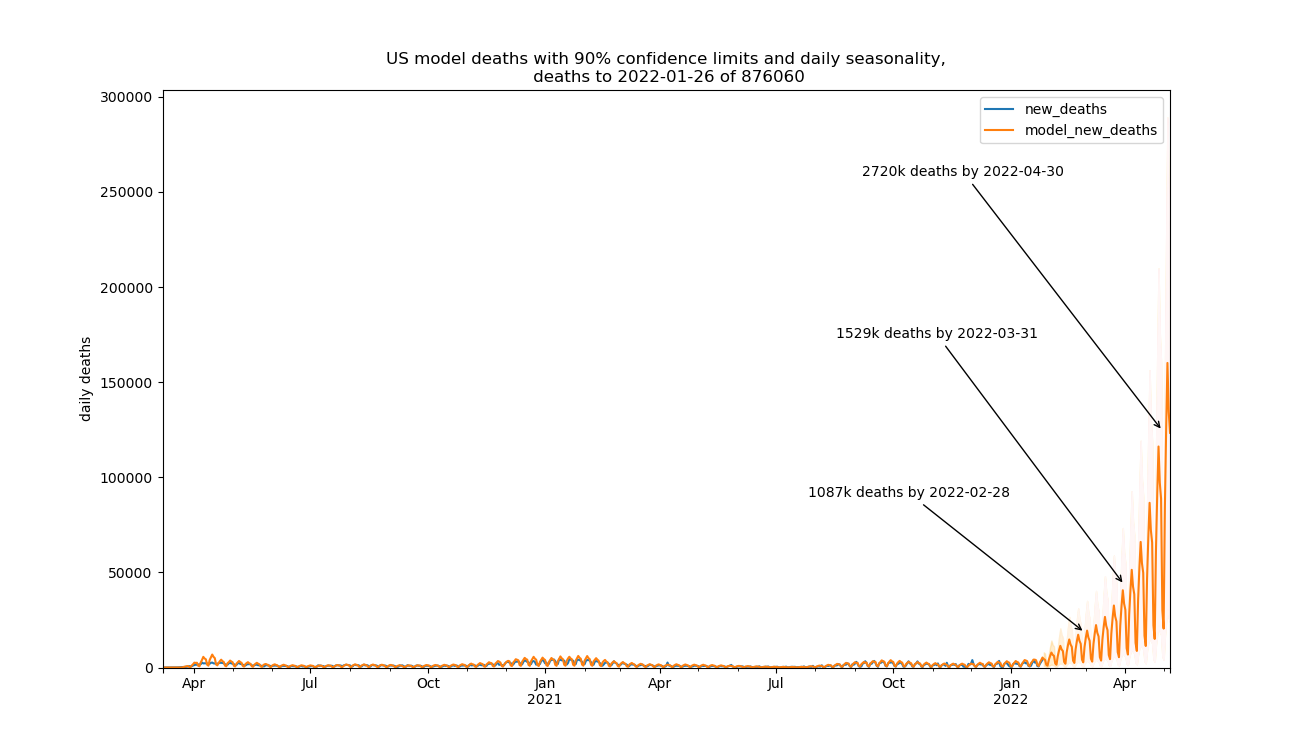 US model deaths with 90% confidence limits and daily seasonality,
deaths to 2022-01-26 of 876060
300000
250000
200000
150000
100000
50000
0
daily deaths
new_deaths
model_new_deaths
2720k deaths by 2022-04-30
1529k deaths by 2022-03-31
1087k deaths by 2022-02-28
Apr Jul Oct Jan Apr Jul Oct Jan Apr
2021 2022